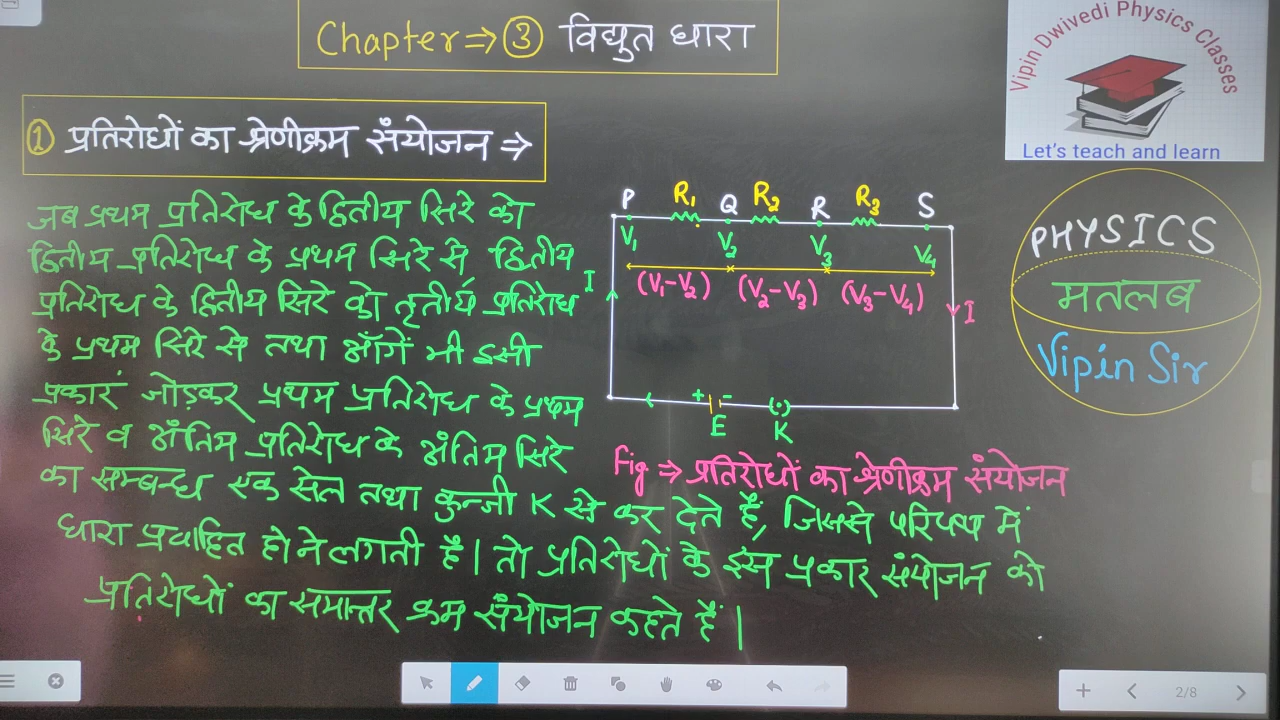 Chapter ⇒ ③ विद्युत धारा
Vipin Dwivedi Physics Classes
Let's teach and learn
① प्रतिरोधों का श्रेणीक्रम संयोजन ⇒
जब प्रथम प्रतिरोध के द्वितीय सिरे को
द्वितीय प्रतिरोध के प्रथम सिरे से द्वितीय
प्रतिरोध के द्वितीय सिरे को तृतीय प्रतिरोध
के प्रथम सिरे से तथा आँगें भी इसी
प्रकार जोड़कर प्रथम प्रतिरोध के प्रथम
सिरे व अंतिम प्रतिरोध के अंतिम सिरे
का सम्बन्ध एक सेल तथा कुन्जी K से कर देते हैं, जिससे परिपथ में
धारा प्रवाहित होने लगती है। तो प्रतिरोधों के इस प्रकार संयोजन को
प्रतिरोधों का समान्तर क्रम संयोजन कहते हैं।
P R₁ Q R₂ R R₃ S
V₁ V₂ V₃ V₄
(V₁-V₂) (V₂-V₃) (V₃-V₄)
I I
+ -
E K
(·)
Fig ⇒ प्रतिरोधों का श्रेणीक्रम संयोजन
PHYSICS
मतलब
Vipin Sir
2/8